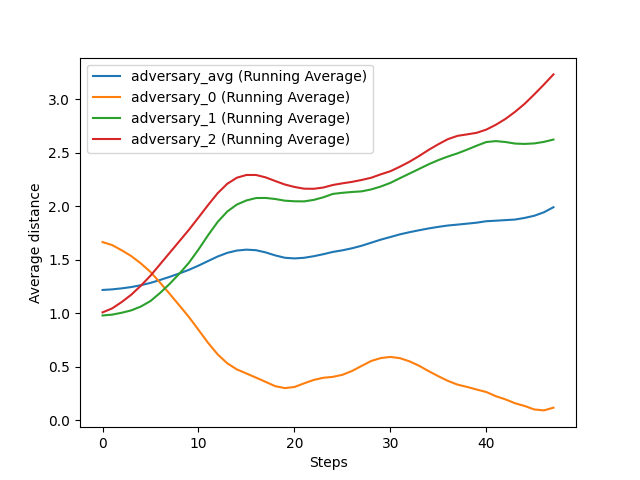 adversary_avg (Running Average)
adversary_0 (Running Average)
adversary_1 (Running Average)
adversary_2 (Running Average)
Average distance
3.0
2.5
2.0
1.5
1.0
0.5
0.0
0 10 20 30 40
Steps